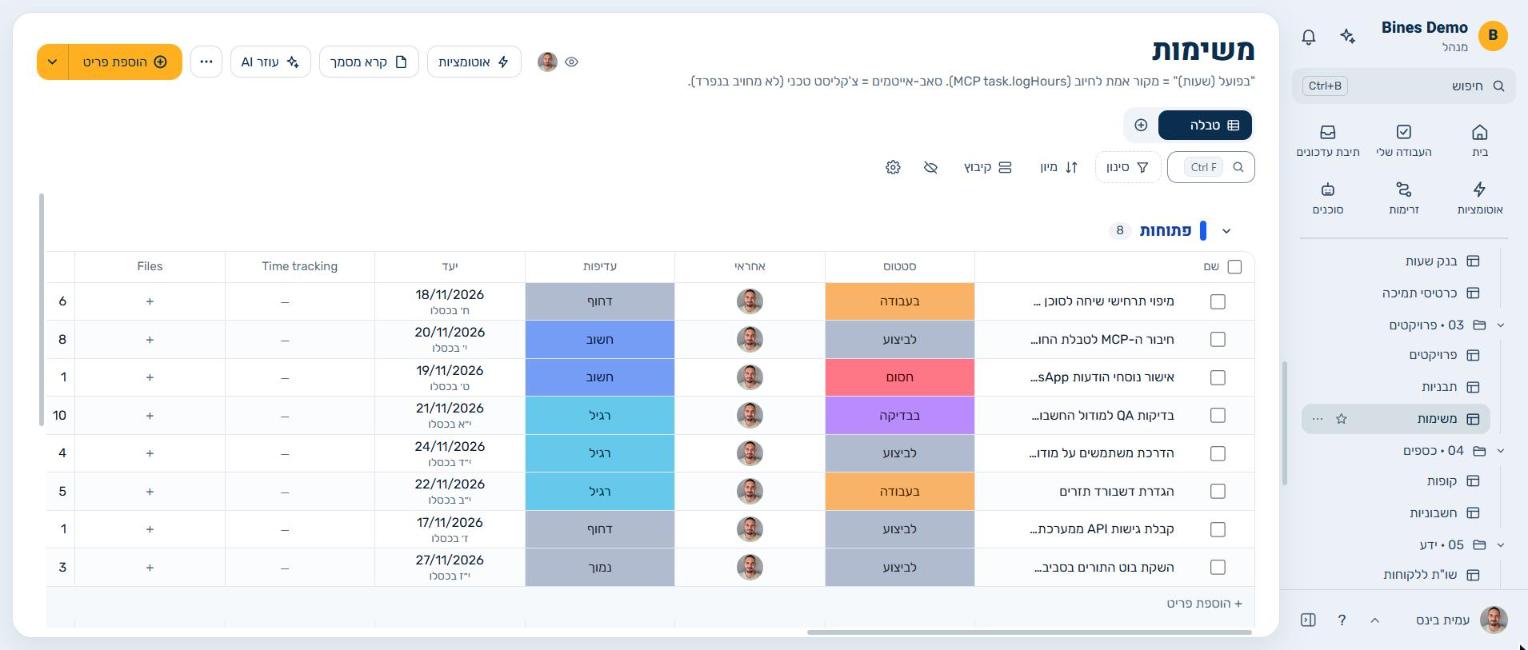 Bines Demo
B
מנהל
חיפוש
Ctrl+B
בית
העבודה שלי
תיבת עדכונים
אוטומציות
זרימות
סוכנים
בנק שעות
כרטיסי תמיכה
03 • פרויקטים
פרויקטים
תבניות
משימות
04 • כספים
קופות
חשבוניות
05 • ידע
שו"ת ללקוחות
עמית בינס
?
משימות
"בפועל (שעות)" = מקור אמת לחיוב (MCP task.logHours). סאב-אייטמים = צ'קליסט טכני (לא מחויב בנפרד).
אוטומציות
קרא מסמך
עוזר AI
הוספת פריט
טבלה
Ctrl F
סינון
מיון
קיבוץ
פתוחות 8
שם סטטוס אחראי עדיפות יעד Time tracking Files
מיפוי תרחישי שיחה לסוכן ... בעבודה דחוף 18/11/2026 – + 6
ח׳ בכסלו
חיבור ה-MCP לטבלת החו... לביצוע חשוב 20/11/2026 – + 8
י׳ בכסלו
אישור נוסחי הודעות sApp... חסום חשוב 19/11/2026 – + 1
ט׳ בכסלו
בדיקות QA למודול החשבו... בבדיקה רגיל 21/11/2026 – + 10
י״א בכסלו
הדרכת משתמשים על מודו... לביצוע רגיל 24/11/2026 – + 4
י״ד בכסלו
הגדרת דשבורד תזרים בעבודה רגיל 22/11/2026 – + 5
י״ב בכסלו
קבלת גישות API ממערכת... לביצוע דחוף 17/11/2026 – + 1
ז׳ בכסלו
השקת בוט התורים בסביב... לביצוע נמוך 27/11/2026 – + 3
י״ז בכסלו
+ הוספת פריט